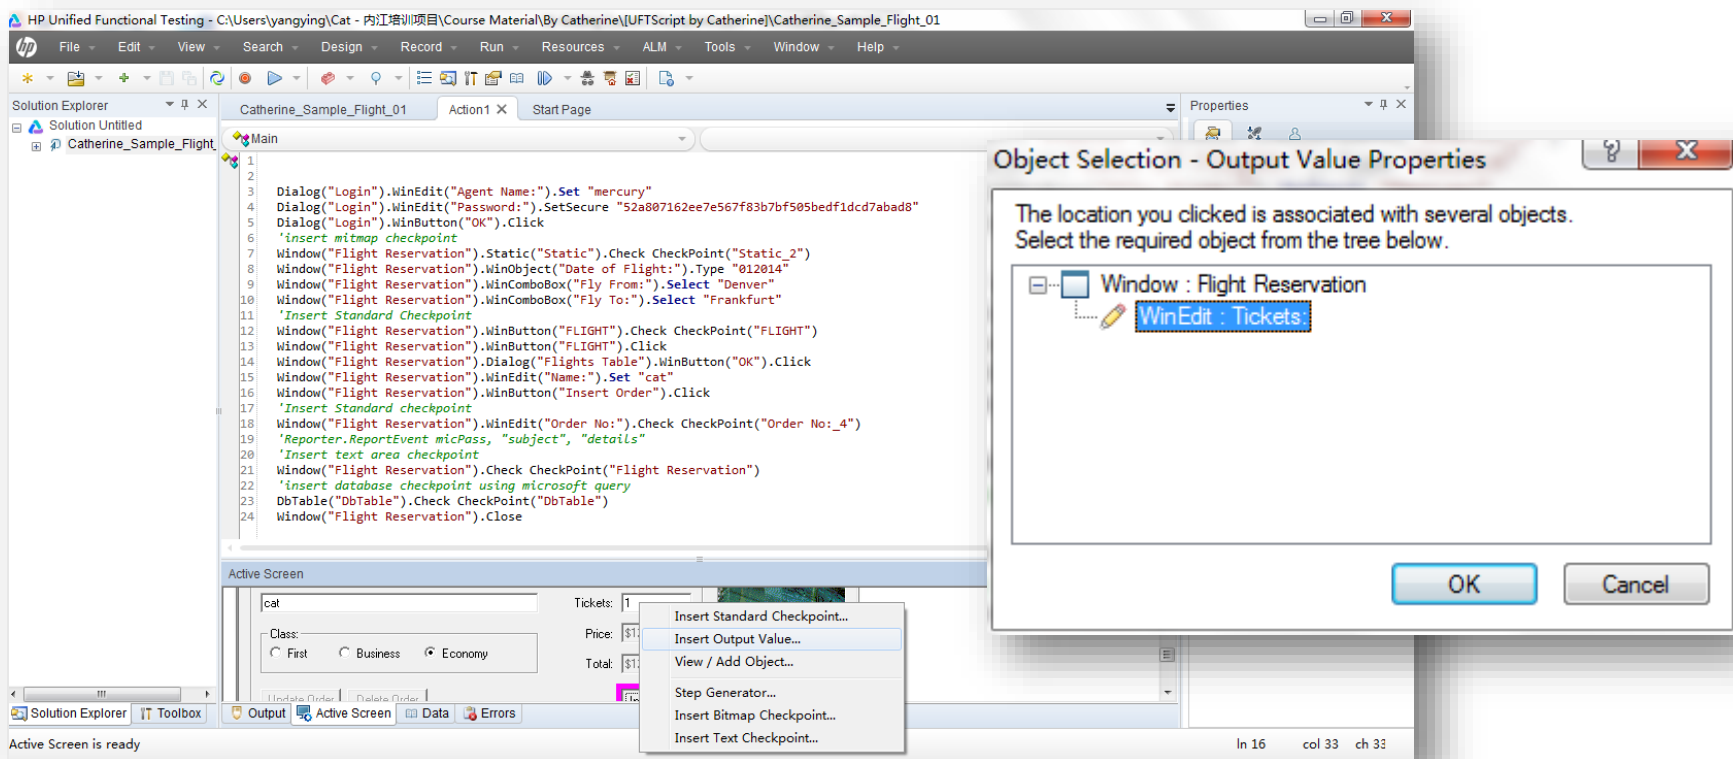 HP Unified Functional Testing - C:\Users\yangying\Cat - 内江培训项目\Course Material\By Catherine\[UFTScript by Catherine]\Catherine_Sample_Flight_01
hp File Edit View Search Design Record Run Resources ALM Tools Window Help
Solution Explorer
Catherine_Sample_Flight_01 Action1 Start Page
Properties
Solution Untitled
Catherine_Sample_Flight_
Main
1
2
3 Dialog("Login").WinEdit("Agent Name:").Set "mercury"
4 Dialog("Login").WinEdit("Password:").SetSecure "52a807162ee7e567f83b7bf505bedf1dcd7abad8"
5 Dialog("Login").WinButton("OK").Click
6 'insert mitmap checkpoint
7 Window("Flight Reservation").Static("Static").Check CheckPoint("Static_2")
8 Window("Flight Reservation").WinObject("Date of Flight:").Type "012014"
9 Window("Flight Reservation").WinComboBox("Fly From:").Select "Denver"
10 Window("Flight Reservation").WinComboBox("Fly To:").Select "Frankfurt"
11 'Insert Standard Checkpoint
12 Window("Flight Reservation").WinButton("FLIGHT").Check CheckPoint("FLIGHT")
13 Window("Flight Reservation").WinButton("FLIGHT").Click
14 Window("Flight Reservation").Dialog("Flights Table").WinButton("OK").Click
15 Window("Flight Reservation").WinEdit("Name:").Set "cat"
16 Window("Flight Reservation").WinButton("Insert Order").Click
17 'Insert Standard checkpoint
18 Window("Flight Reservation").WinEdit("Order No:").Check CheckPoint("Order No:_4")
19 'Reporter.ReportEvent micPass, "subject", "details"
20 'Insert text area checkpoint
21 Window("Flight Reservation").Check CheckPoint("Flight Reservation")
22 'insert database checkpoint using microsoft query
23 DbTable("DbTable").Check CheckPoint("DbTable")
24 Window("Flight Reservation").Close
Active Screen
cat
Tickets: 1
Class:
First Business Economy
Price: $1
Total: $1
Update Order Delete Order
Insert Standard Checkpoint...
Insert Output Value...
View / Add Object...
Step Generator...
Insert Bitmap Checkpoint...
Insert Text Checkpoint...
Solution Explorer Toolbox
Output Active Screen Data Errors
Active Screen is ready
ln 16 col 33 ch 33
Object Selection - Output Value Properties
The location you clicked is associated with several objects.
Select the required object from the tree below.
Window : Flight Reservation
WinEdit : Tickets:
OK Cancel